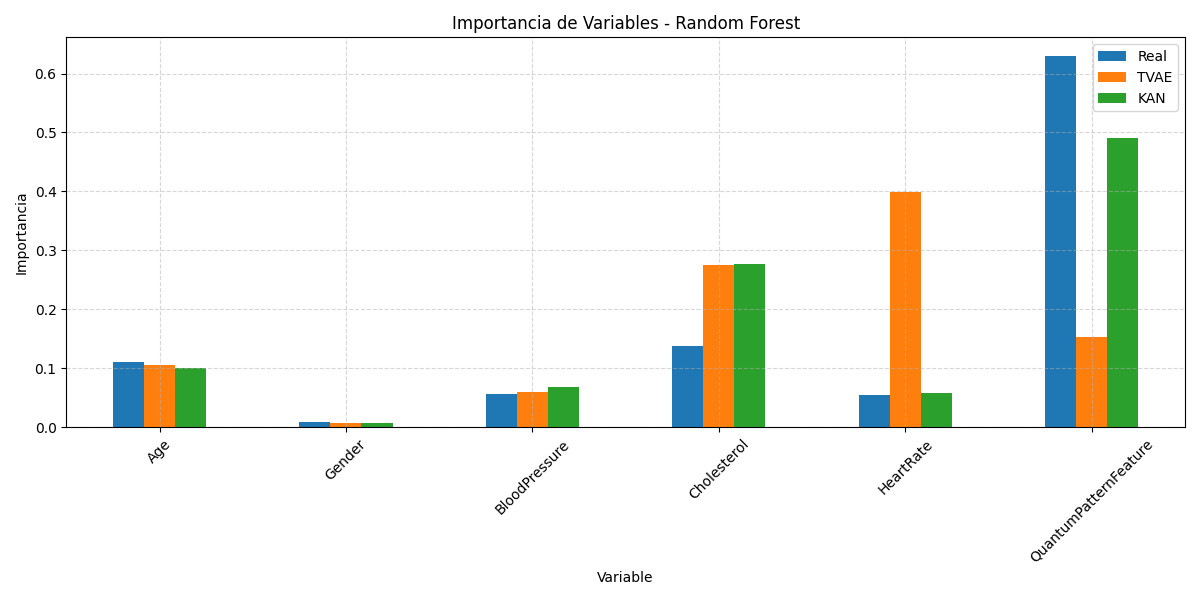 Importancia de Variables - Random Forest
Real
TVAE
KAN
Importancia
0.6
0.5
0.4
0.3
0.2
0.1
0.0
Age
Gender
BloodPressure
Cholesterol
HeartRate
QuantumPatternFeature
Variable